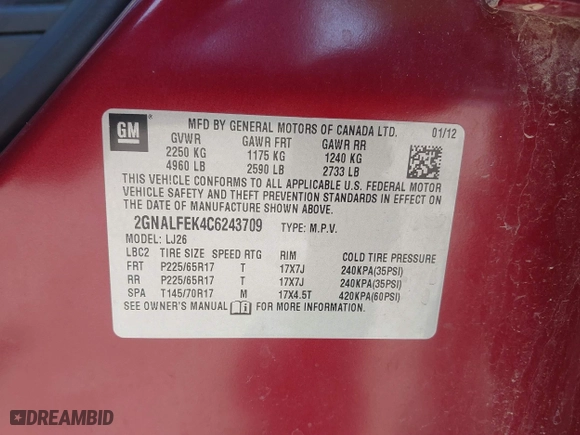 GM
MFD BY GENERAL MOTORS OF CANADA LTD. 01/12
GVWR GAWR FRT GAWR RR
2250 KG 1175 KG 1240 KG
4960 LB 2590 LB 2733 LB
THIS VEHICLE CONFORMS TO ALL APPLICABLE U.S. FEDERAL MOTOR
VEHICLE SAFETY AND THEFT PREVENTION STANDARDS IN EFFECT ON
THE DATE OF MANUFACTURE SHOWN ABOVE.
2GNALFEK4C6243709 TYPE: M.P.V.
MODEL: LJ26
LBC2 TIRE SIZE SPEED RTG RIM COLD TIRE PRESSURE
FRT P225/65R17 T 17X7J 240KPA(35PSI)
RR P225/65R17 T 17X7J 240KPA(35PSI)
SPA T145/70R17 M 17X4.5T 420KPA(60PSI)
SEE OWNER'S MANUAL FOR MORE INFORMATION.
DREAMBID